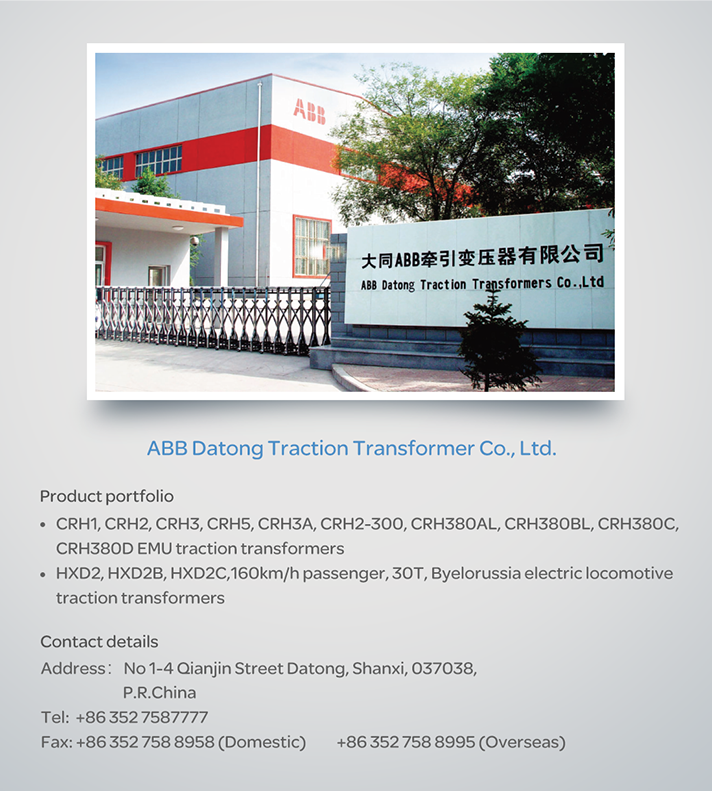 ABB
大同ABB牵引变压器有限公司
ABB Datong Traction Transformers Co.,Ltd
ABB Datong Traction Transformer Co., Ltd.
Product portfolio
• CRH1, CRH2, CRH3, CRH5, CRH3A, CRH2-300, CRH380AL, CRH380BL, CRH380C,
CRH380D EMU traction transformers
• HXD2, HXD2B, HXD2C,160km/h passenger, 30T, Byelorussia electric locomotive
traction transformers
Contact details
Address: No 1-4 Qianjin Street Datong, Shanxi, 037038,
P.R.China
Tel: +86 352 7587777
Fax: +86 352 758 8958 (Domestic) +86 352 758 8995 (Overseas)